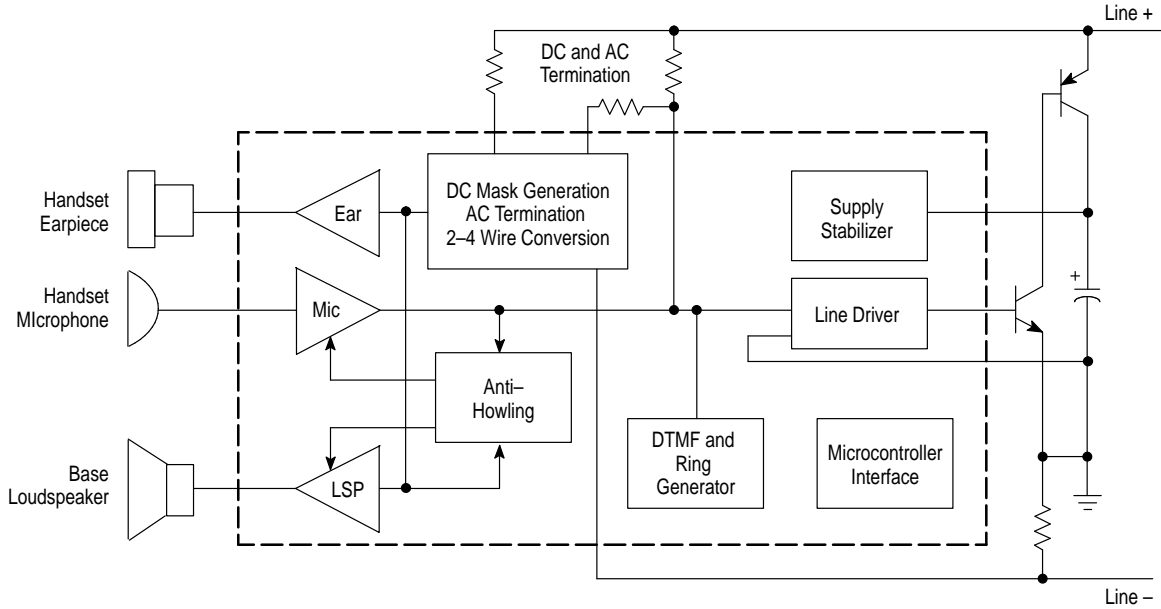 Line +
DC and AC
Termination
Handset
Earpiece
Ear
DC Mask Generation
AC Termination
2–4 Wire Conversion
Supply
Stabilizer
+
Handset
MIcrophone
Mic
Line Driver
Anti–
Howling
Base
Loudspeaker
LSP
DTMF and
Ring
Generator
Microcontroller
Interface
Line –